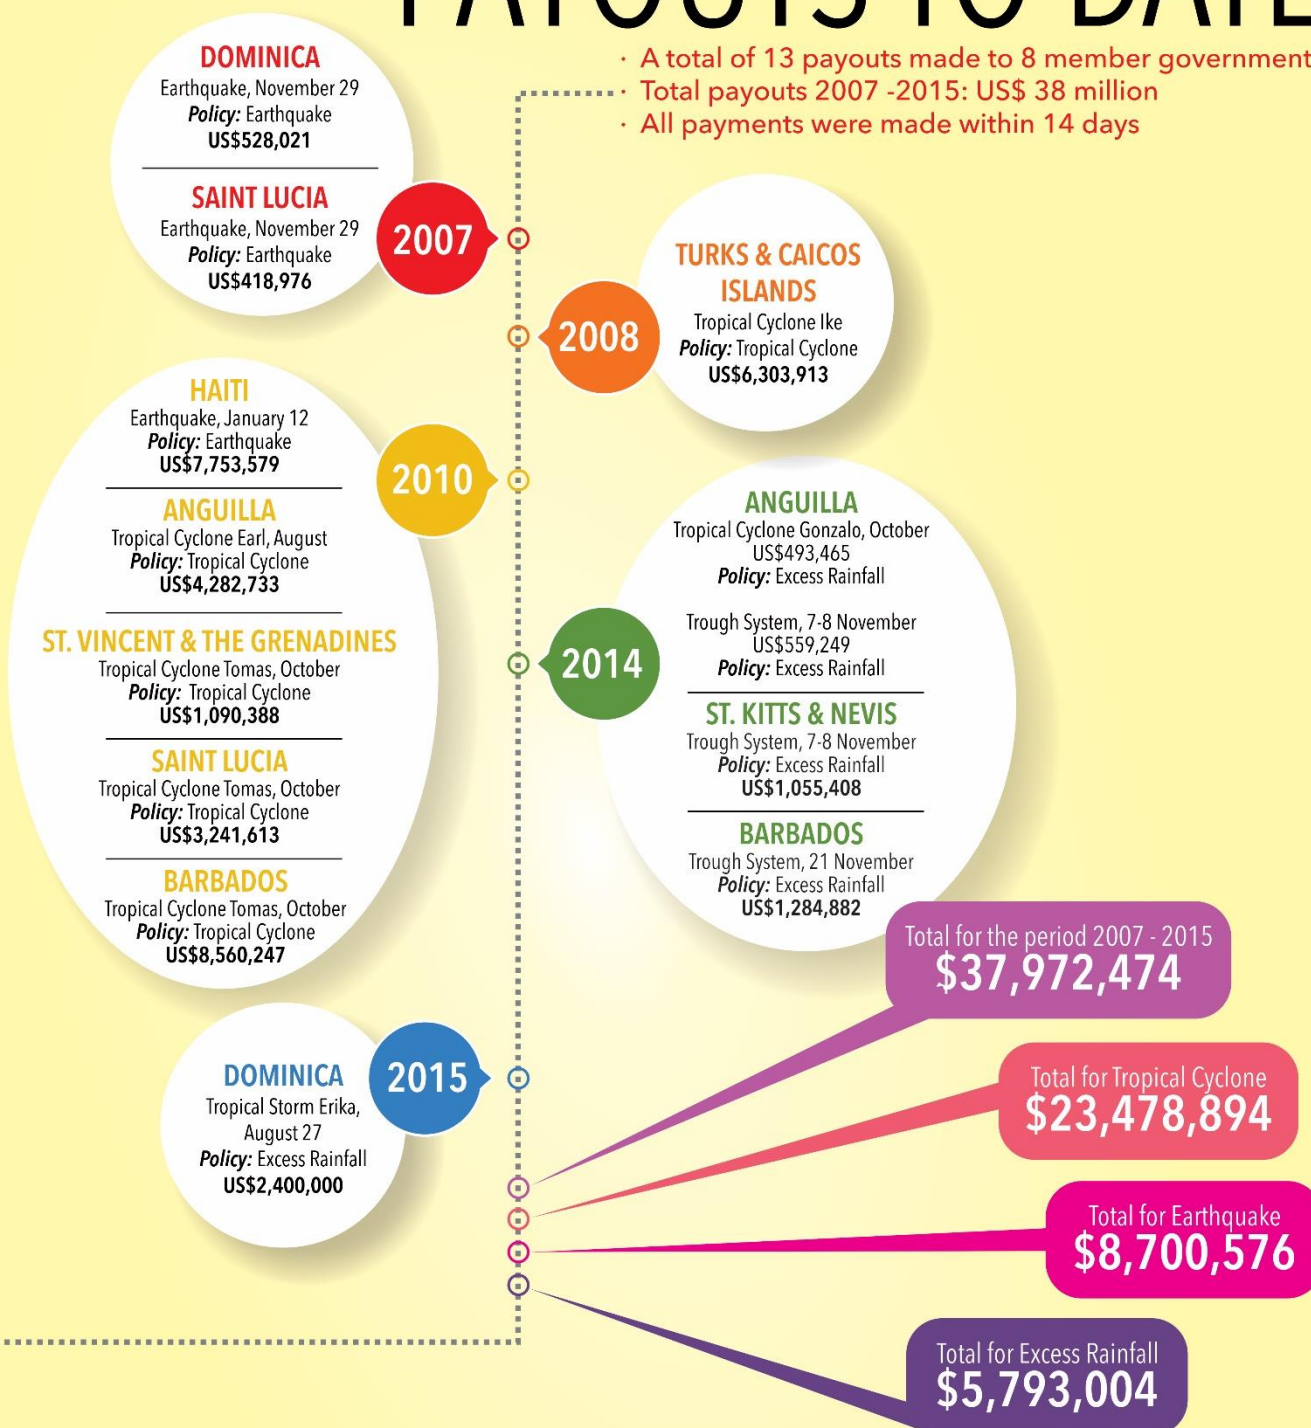 PAYOUTS TO DATE
· A total of 13 payouts made to 8 member government
· Total payouts 2007 -2015: US$ 38 million
· All payments were made within 14 days
DOMINICA
Earthquake, November 29
Policy: Earthquake
US$528,021
SAINT LUCIA
Earthquake, November 29
Policy: Earthquake
US$418,976
2007
2008
TURKS & CAICOS
ISLANDS
Tropical Cyclone Ike
Policy: Tropical Cyclone
US$6,303,913
HAITI
Earthquake, January 12
Policy: Earthquake
US$7,753,579
ANGUILLA
Tropical Cyclone Earl, August
Policy: Tropical Cyclone
US$4,282,733
ST. VINCENT & THE GRENADINES
Tropical Cyclone Tomas, October
Policy: Tropical Cyclone
US$1,090,388
SAINT LUCIA
Tropical Cyclone Tomas, October
Policy: Tropical Cyclone
US$3,241,613
BARBADOS
Tropical Cyclone Tomas, October
Policy: Tropical Cyclone
US$8,560,247
2010
2014
ANGUILLA
Tropical Cyclone Gonzalo, October
US$493,465
Policy: Excess Rainfall
Trough System, 7-8 November
US$559,249
Policy: Excess Rainfall
ST. KITTS & NEVIS
Trough System, 7-8 November
Policy: Excess Rainfall
US$1,055,408
BARBADOS
Trough System, 21 November
Policy: Excess Rainfall
US$1,284,882
DOMINICA
Tropical Storm Erika,
August 27
Policy: Excess Rainfall
US$2,400,000
2015
Total for the period 2007 - 2015
$37,972,474
Total for Tropical Cyclone
$23,478,894
Total for Earthquake
$8,700,576
Total for Excess Rainfall
$5,793,004